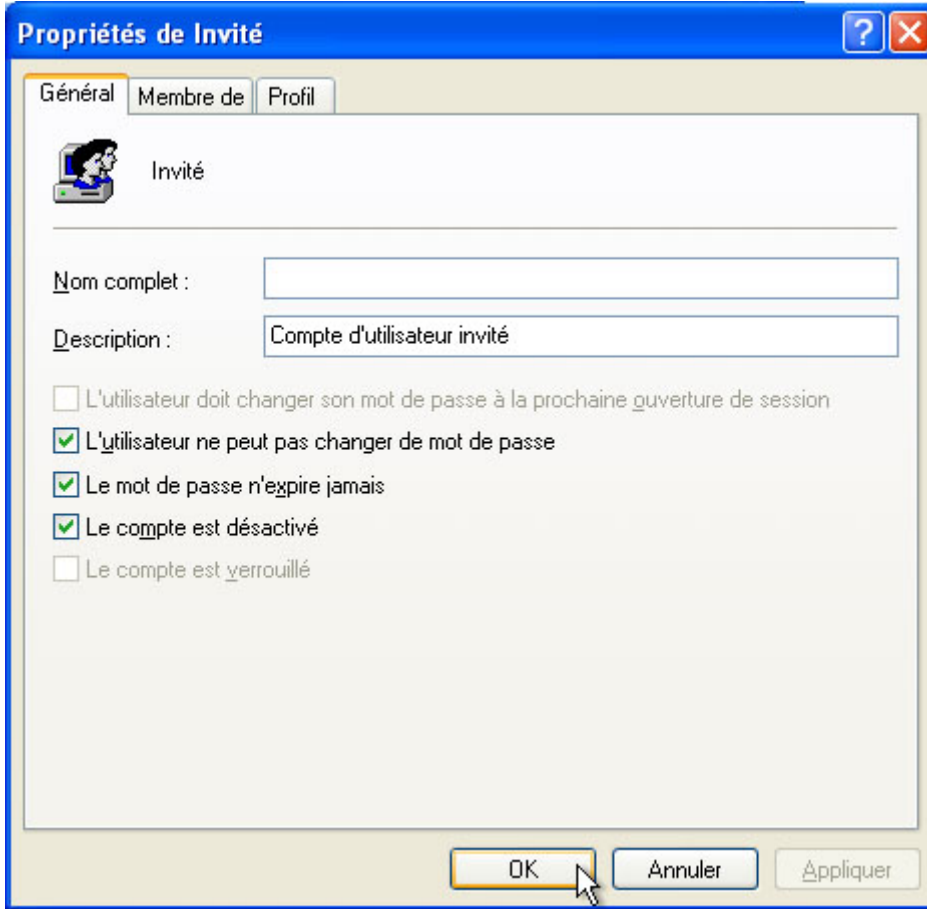 Propriétés de Invité
Général Membre de Profil
Invité
Nom complet :
Description : Compte d'utilisateur invité
L'utilisateur doit changer son mot de passe à la prochaine ouverture de session
L'utilisateur ne peut pas changer de mot de passe
Le mot de passe n'expire jamais
Le compte est désactivé
Le compte est verrouillé
OK Annuler Appliquer